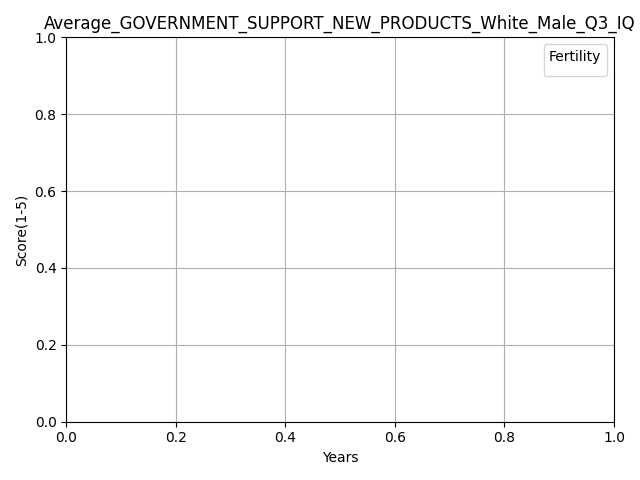 Average_GOVERNMENT_SUPPORT_NEW_PRODUCTS_White_Male_Q3_IQ
Fertility
Score(1-5)
1.0
0.8
0.6
0.4
0.2
0.0
0.0 0.2 0.4 0.6 0.8 1.0
Years